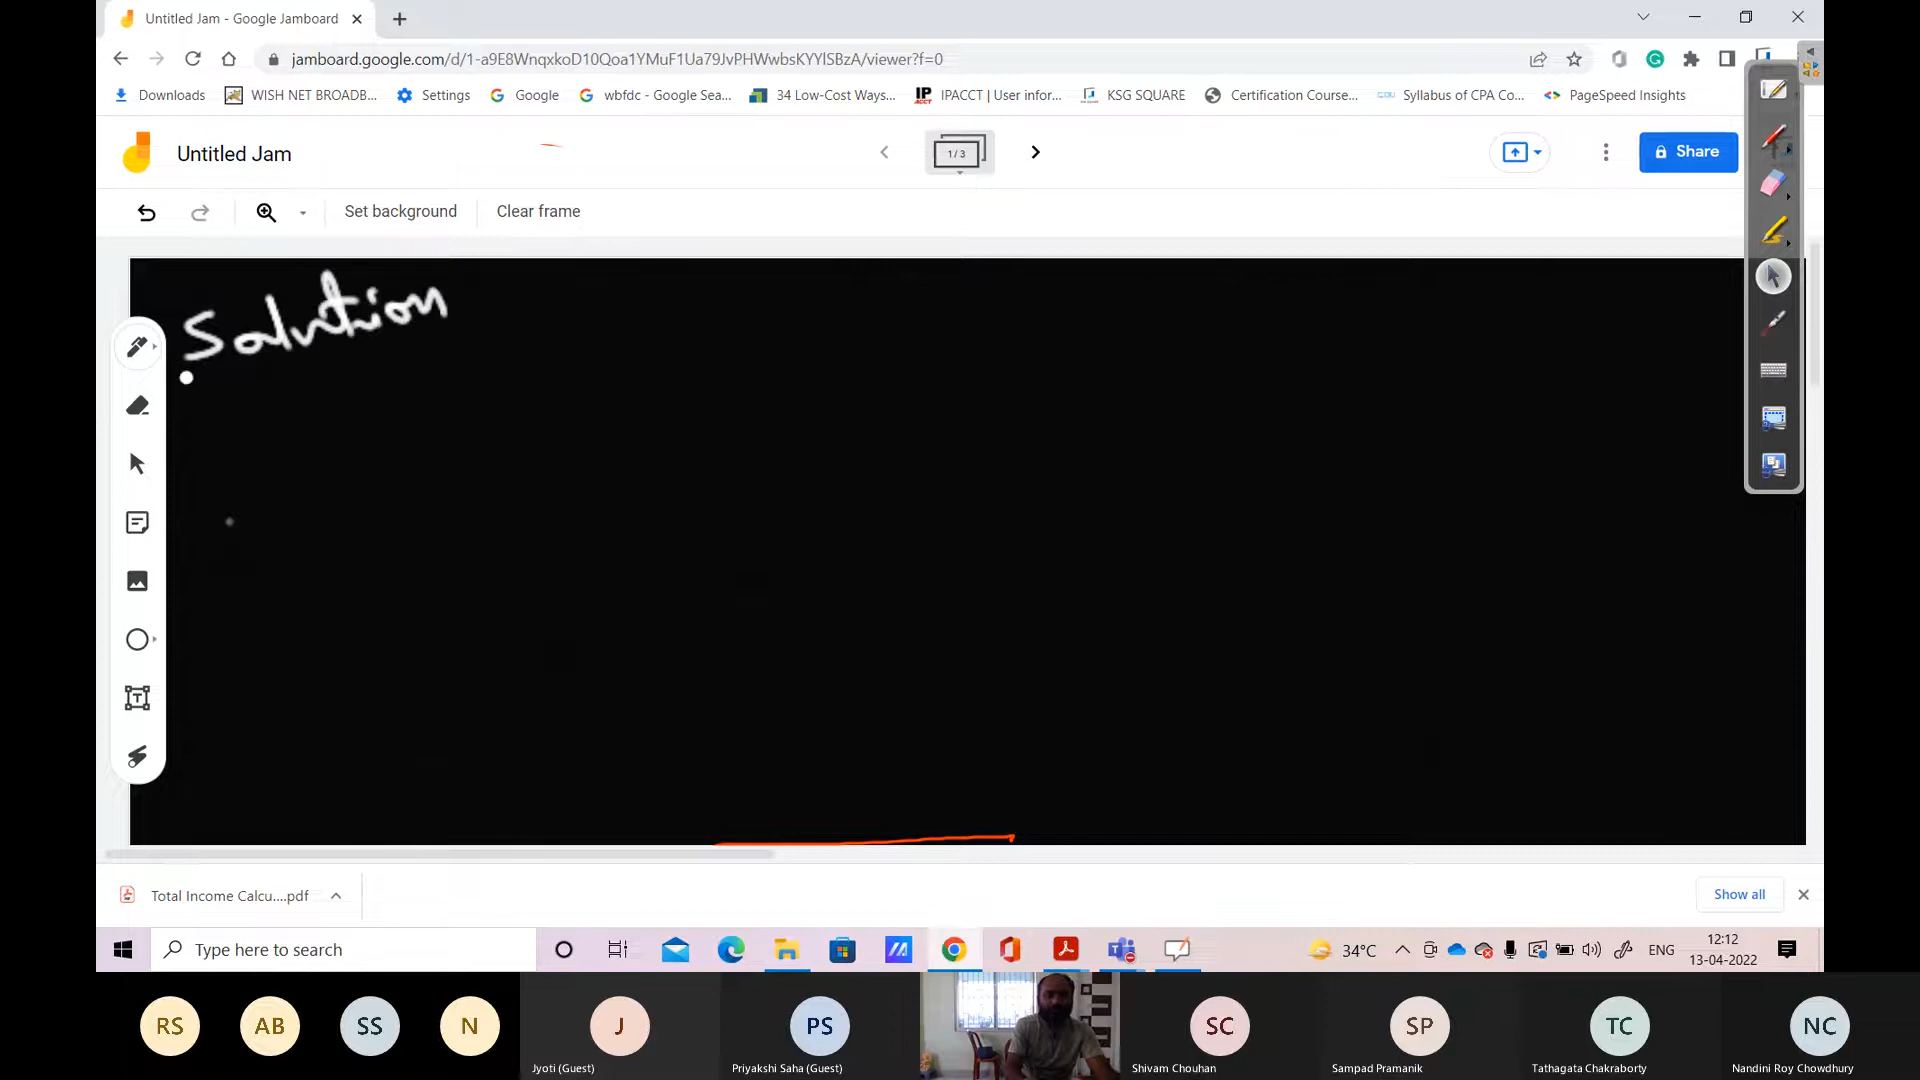 Untitled Jam - Google Jamboard
jamboard.google.com/d/1-a9E8WnqxkoD10Qoa1YMuF1Ua79JvPHWwbsKYYlSBzA/viewer?f=0
Downloads WISH NET BROADB... Settings Google wbfdc - Google Sea... 34 Low-Cost Ways... IPACCT | User infor... KSG SQUARE Certification Course... Syllabus of CPA Co... PageSpeed Insights
Untitled Jam 1 / 3 Share
Set background Clear frame
Solution
Total Income Calcu....pdf Show all
Type here to search 34°C ENG 12:12
13-04-2022
RS AB SS N J PS SC SP TC NC
Jyoti (Guest) Priyakshi Saha (Guest) Shivam Chouhan Sampad Pramanik Tathagata Chakraborty Nandini Roy Chowdhury